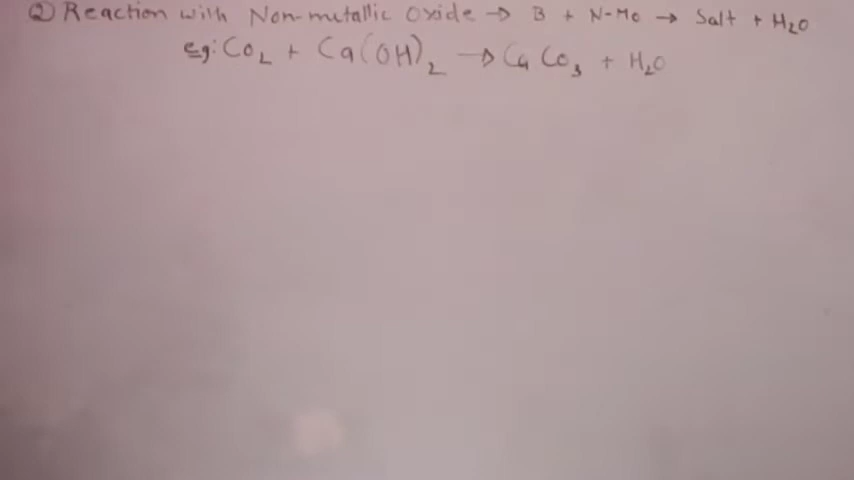 ② Reaction with Non-metallic Oxide → B + N-Mo → Salt + H₂O
eg: CO₂ + Ca(OH)₂ → CaCO₃ + H₂O